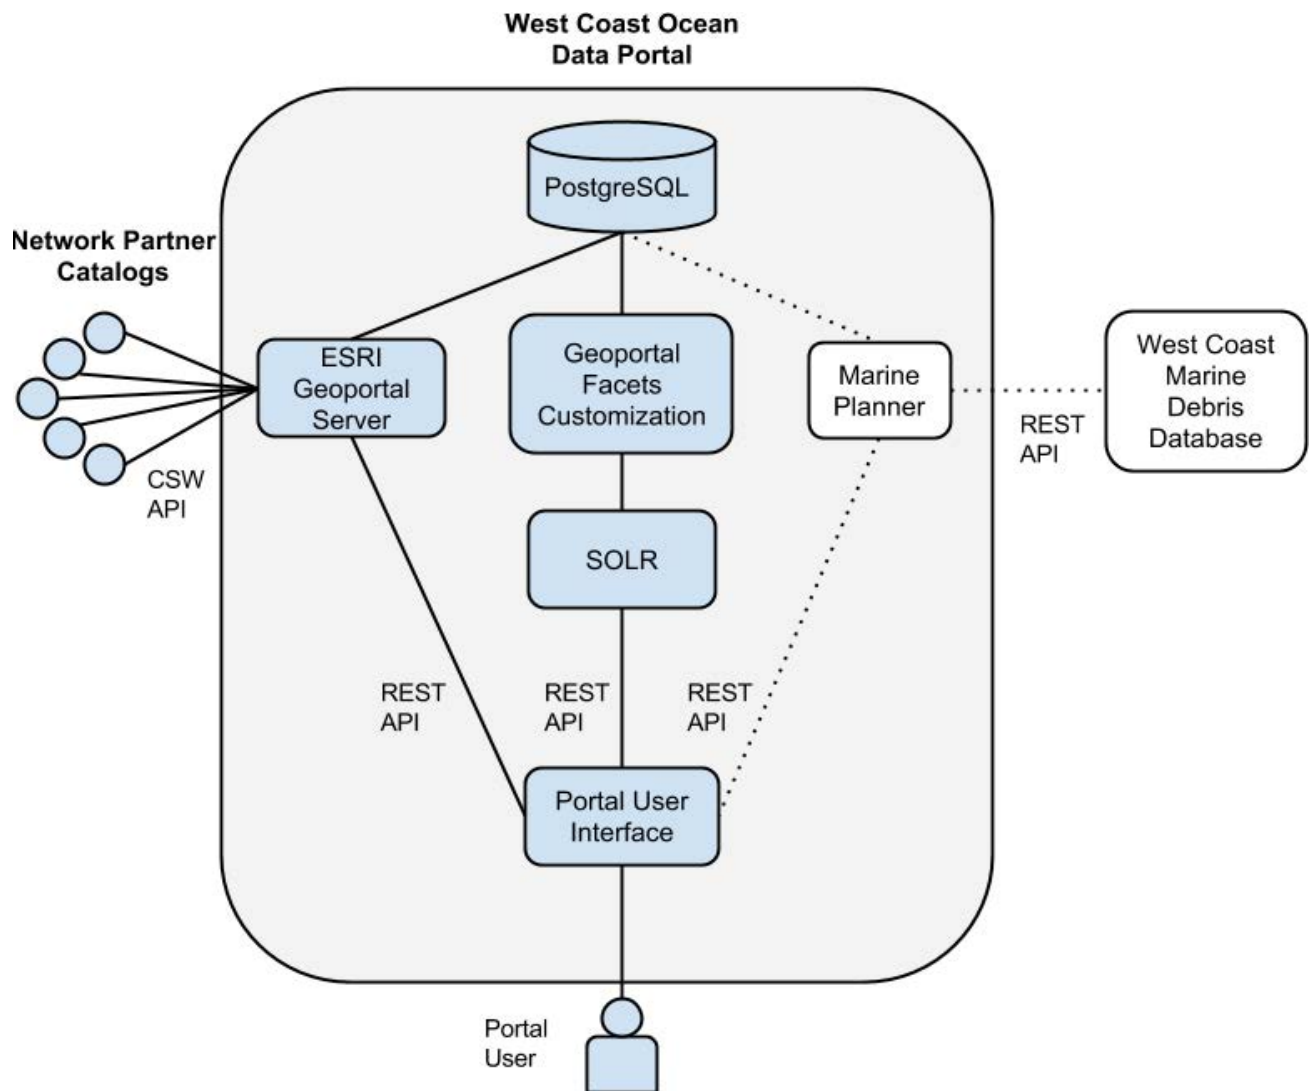 West Coast Ocean
Data Portal
PostgreSQL
Network Partner
Catalogs
ESRI
Geoportal
Server
Geoportal
Facets
Customization
Marine
Planner
West Coast
Marine
Debris
Database
REST
API
CSW
API
SOLR
REST
API
REST
API
REST
API
Portal User
Interface
Portal
User